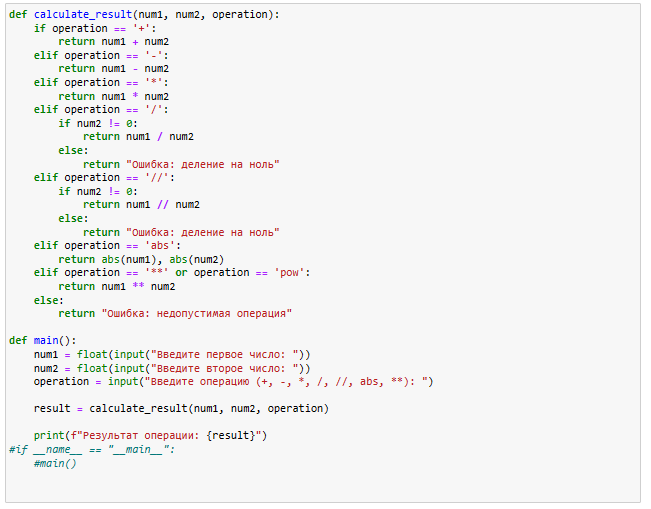 def calculate_result(num1, num2, operation):
    if operation == '+':
        return num1 + num2
    elif operation == '-':
        return num1 - num2
    elif operation == '*':
        return num1 * num2
    elif operation == '/':
        if num2 != 0:
            return num1 / num2
        else:
            return "Ошибка: деление на ноль"
    elif operation == '//':
        if num2 != 0:
            return num1 // num2
        else:
            return "Ошибка: деление на ноль"
    elif operation == 'abs':
        return abs(num1), abs(num2)
    elif operation == '**' or operation == 'pow':
        return num1 ** num2
    else:
        return "Ошибка: недопустимая операция"

def main():
    num1 = float(input("Введите первое число: "))
    num2 = float(input("Введите второе число: "))
    operation = input("Введите операцию (+, -, *, /, //, abs, **): ")

    result = calculate_result(num1, num2, operation)

    print(f"Результат операции: {result}")
#if __name__ == "__main__":
    #main()